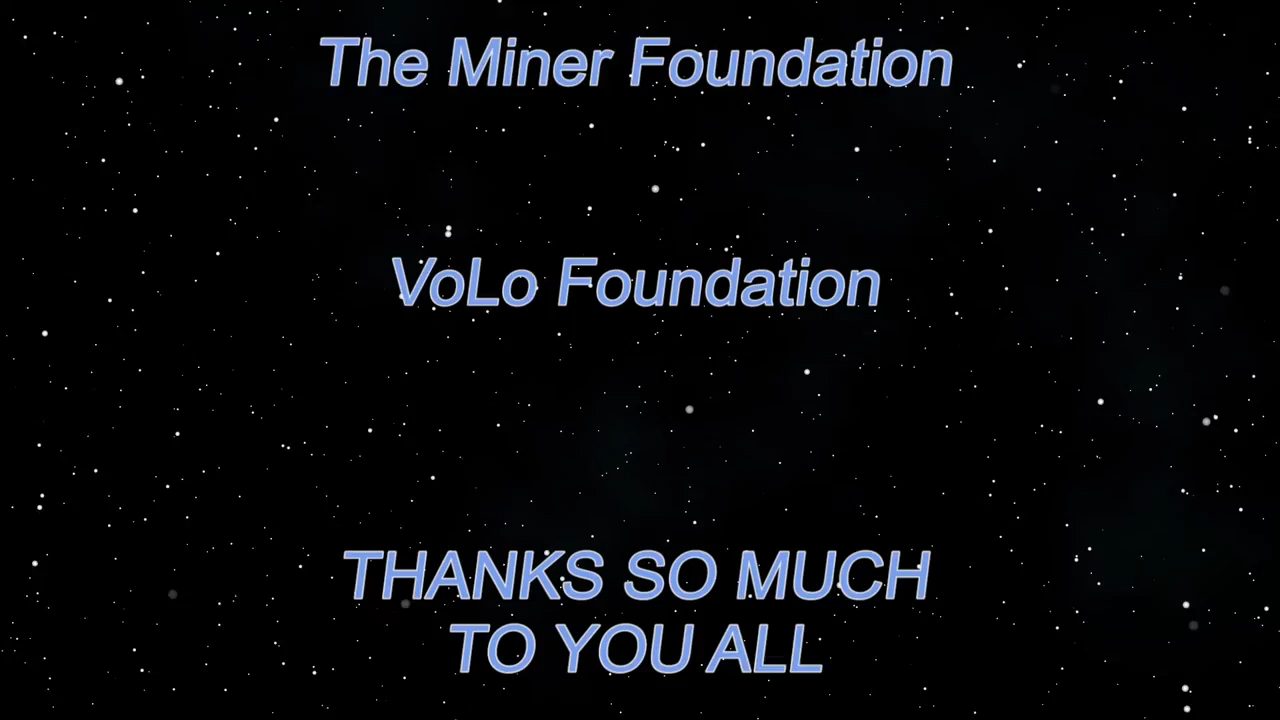 The Miner Foundation
VoLo Foundation
THANKS SO MUCH
TO YOU ALL